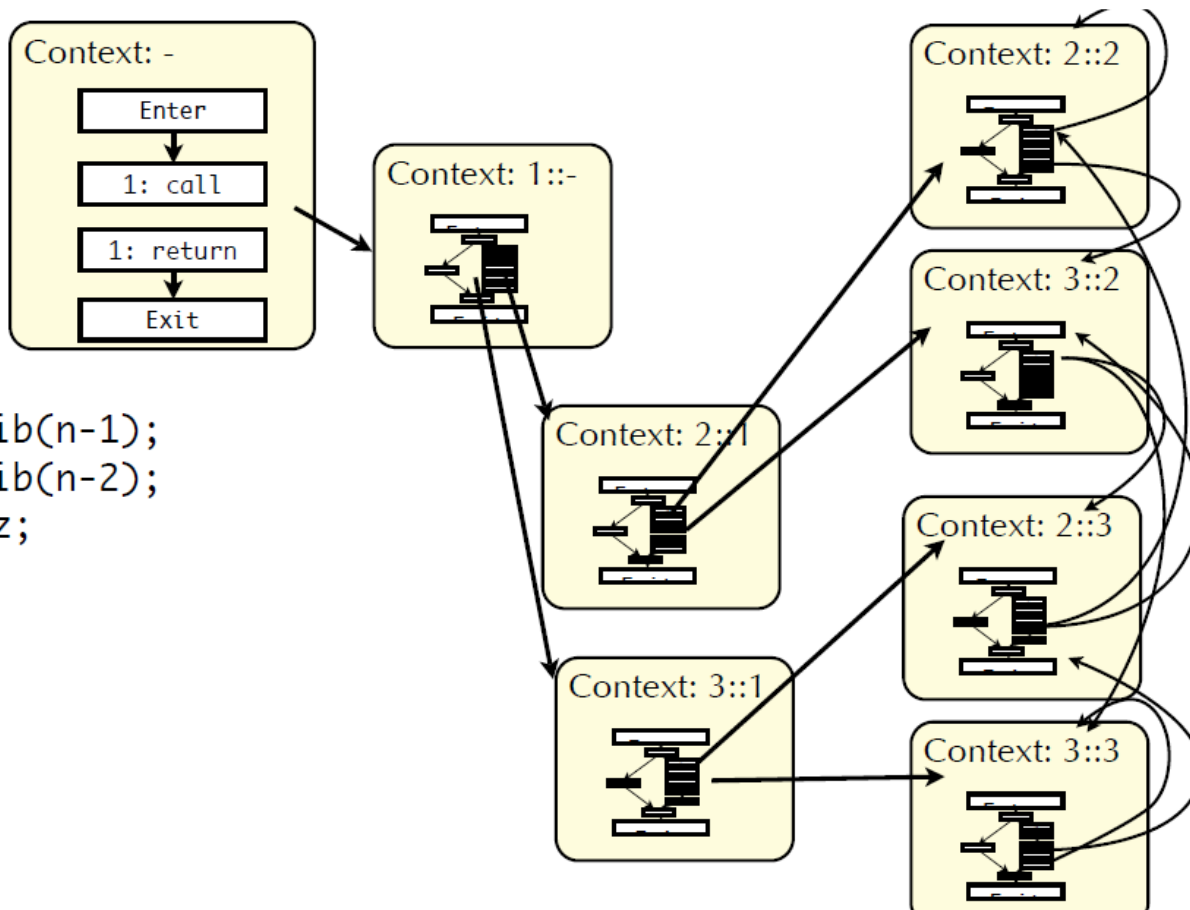 Context: -
Enter
1: call
1: return
Exit
Context: 1::-
ib(n-1);
ib(n-2);
z;
Context: 2::1
Context: 3::1
Context: 2::2
Context: 3::2
Context: 2::3
Context: 3::3